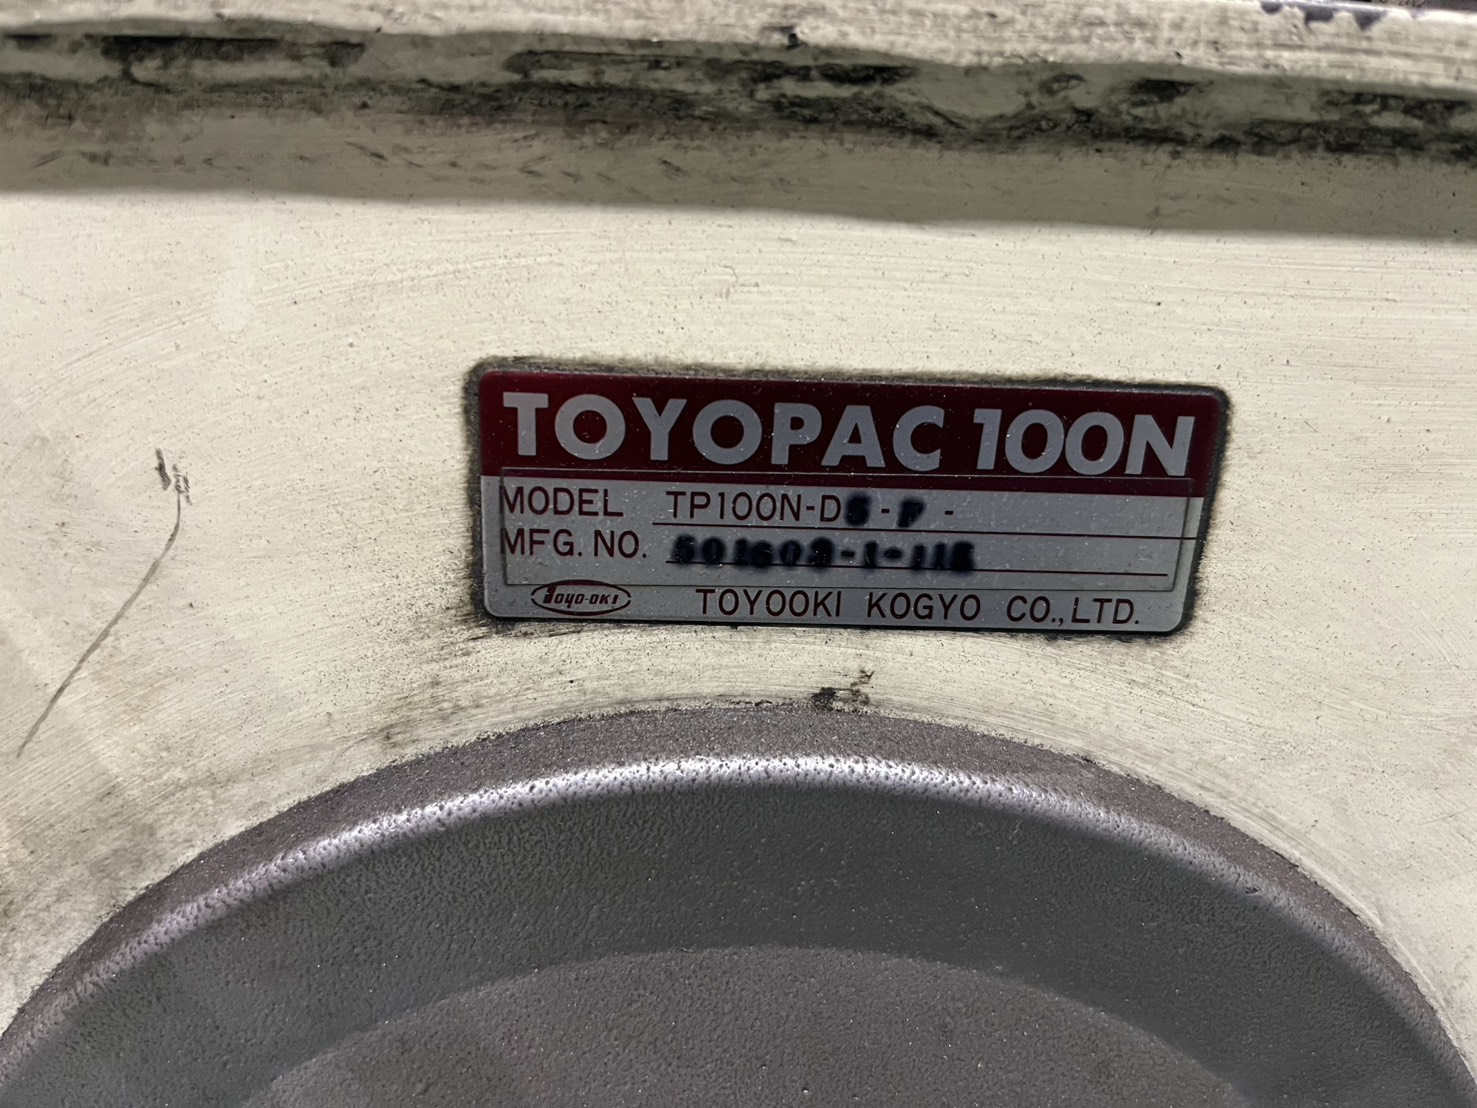 TOYOPAC 100N
MODEL TP100N-D - P -
MFG. NO.
TOYO-OKI TOYOOKI KOGYO CO., LTD.